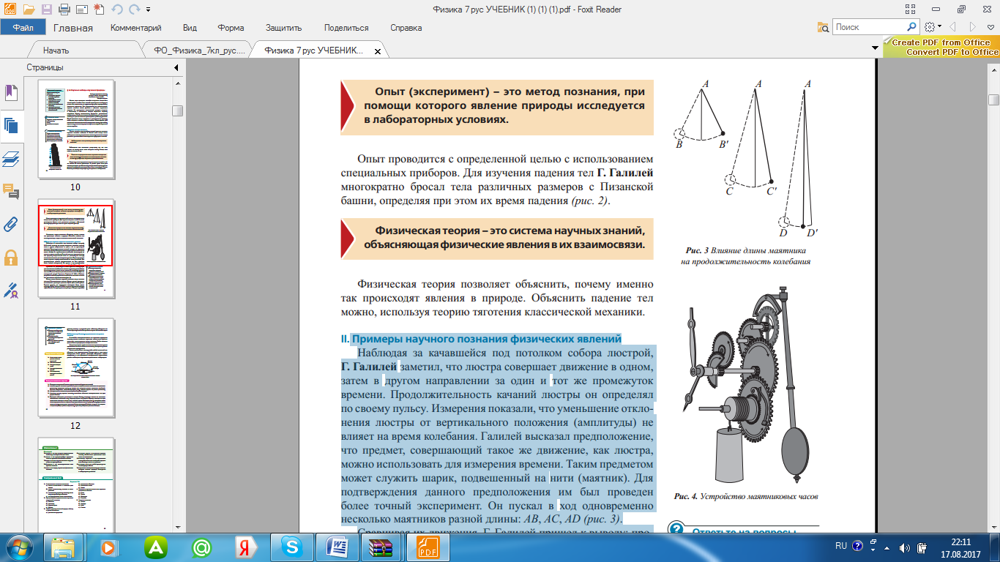 Физика 7 рус УЧЕБНИК (1) (1) (1).pdf - Foxit Reader
Файл Главная Комментарий Вид Форма Защитить Поделиться Справка
Поиск
Начать ФО_Физика_7кл_рус.... Физика 7 рус УЧЕБНИК...
Create PDF from Office
Convert PDF to Office
Страницы
10
11
12
Опыт (эксперимент) – это метод познания, при
помощи которого явление природы исследуется
в лабораторных условиях.
Опыт проводится с определенной целью с использованием
специальных приборов. Для изучения падения тел Г. Галилей
многократно бросал тела различных размеров с Пизанской
башни, определяя при этом их время падения (рис. 2).
Физическая теория – это система научных знаний,
объясняющая физические явления в их взаимосвязи.
Физическая теория позволяет объяснить, почему именно
так происходят явления в природе. Объяснить падение тел
можно, используя теорию тяготения классической механики.
II. Примеры научного познания физических явлений
Наблюдая за качавшейся под потолком собора люстрой,
Г. Галилей заметил, что люстра совершает движение в одном,
затем в другом направлении за один и тот же промежуток
времени. Продолжительность качаний люстры он определял
по своему пульсу. Измерения показали, что уменьшение откло-
нения люстры от вертикального положения (амплитуды) не
влияет на время колебания. Галилей высказал предположение,
что предмет, совершающий такое же движение, как люстра,
можно использовать для измерения времени. Таким предметом
может служить шарик, подвешенный на нити (маятник). Для
подтверждения данного предположения им был проведен
более точный эксперимент. Он пускал в ход одновременно
несколько маятников разной длины: AB, AC, AD (рис. 3).
A A A
B B'
C C'
D D'
Рис. 3 Влияние длины маятника
на продолжительность колебания
Рис. 4. Устройство маятниковых часов
? Ответьте на вопросы
RU
22:11
17.08.2017